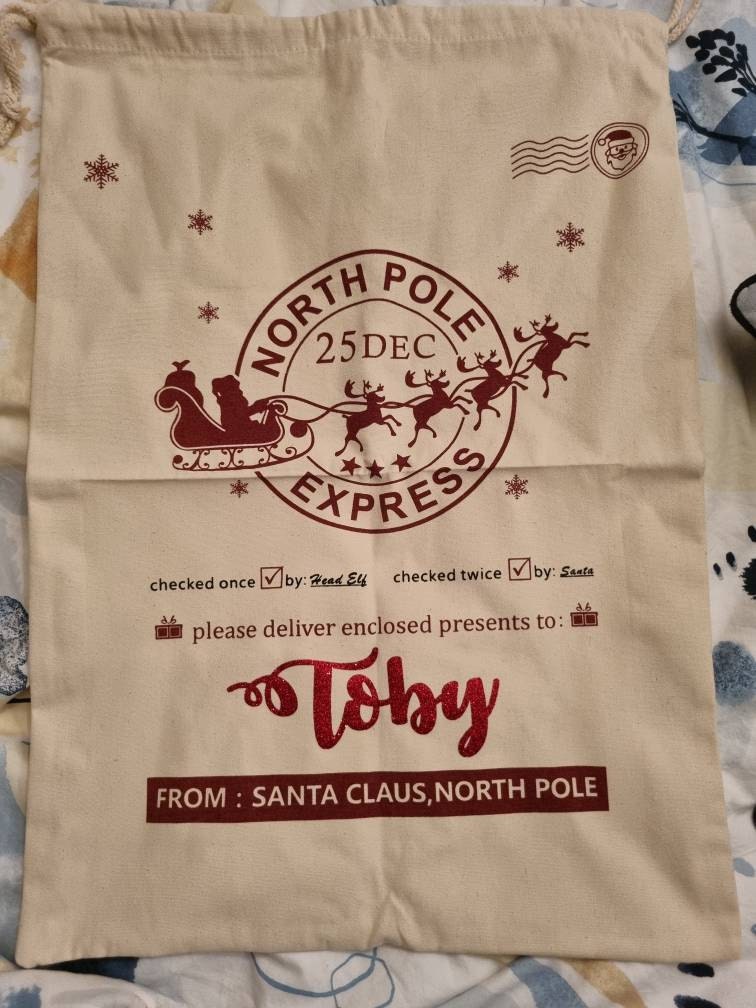 NORTH POLE
25DEC
EXPRESS
checked once by: Head Elf checked twice by: Santa
please deliver enclosed presents to:
Toby
FROM : SANTA CLAUS,NORTH POLE